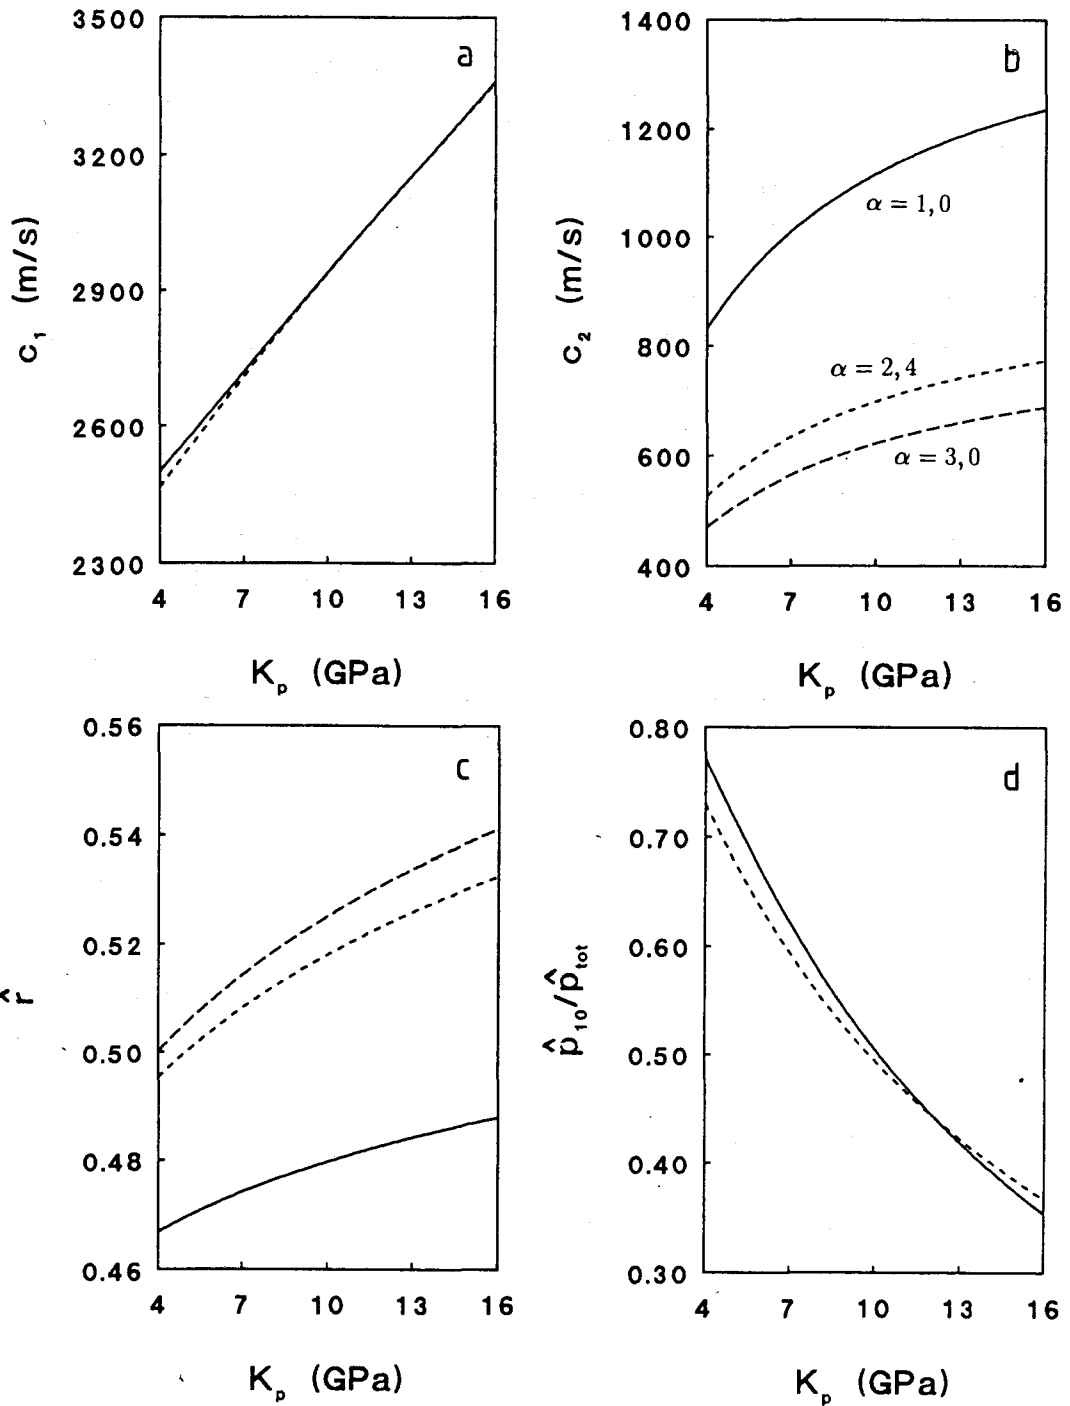 3500
3200
2900
2600
2300
c₁ (m/s)
a
4 7 10 13 16
Kₚ (GPa)
1400
1200
1000
800
600
400
c₂ (m/s)
b
α = 1,0
α = 2,4
α = 3,0
4 7 10 13 16
Kₚ (GPa)
0.56
0.54
0.52
0.50
0.48
0.46
r̂
c
4 7 10 13 16
Kₚ (GPa)
0.80
0.70
0.60
0.50
0.40
0.30
p̂₁₀/p̂ₜₒₜ
d
4 7 10 13 16
Kₚ (GPa)